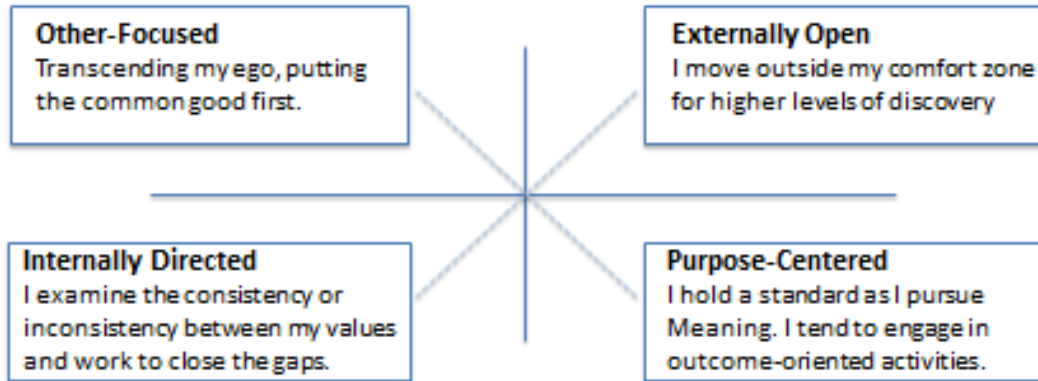 Other-Focused
Transcending my ego, putting
the common good first.
Externally Open
I move outside my comfort zone
for higher levels of discovery
Internally Directed
I examine the consistency or
inconsistency between my values
and work to close the gaps.
Purpose-Centered
I hold a standard as I pursue
Meaning. I tend to engage in
outcome-oriented activities.